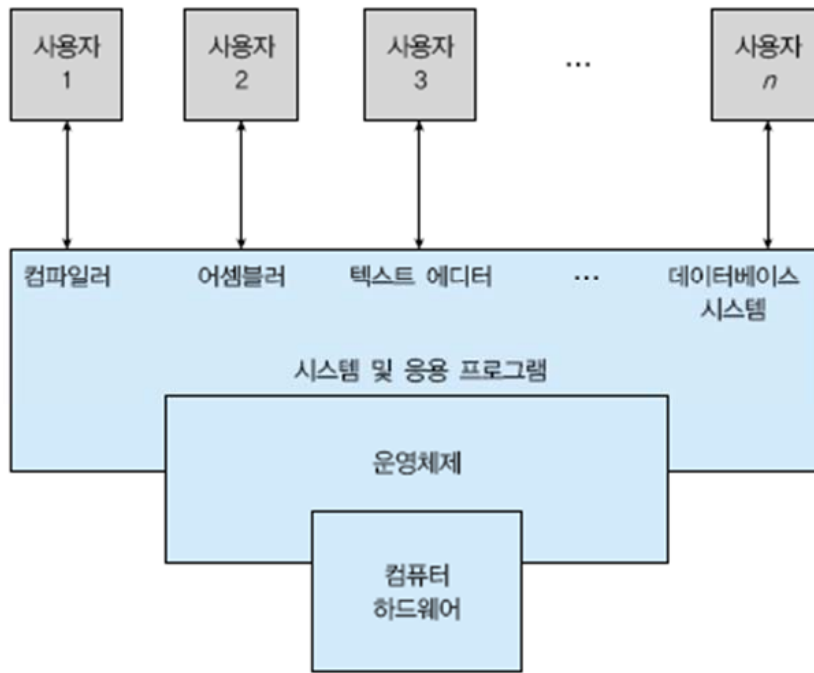 사용자
1
사용자
2
사용자
3
...
사용자
n
컴파일러
어셈블러
텍스트 에디터
...
데이터베이스
시스템
시스템 및 응용 프로그램
운영체제
컴퓨터
하드웨어